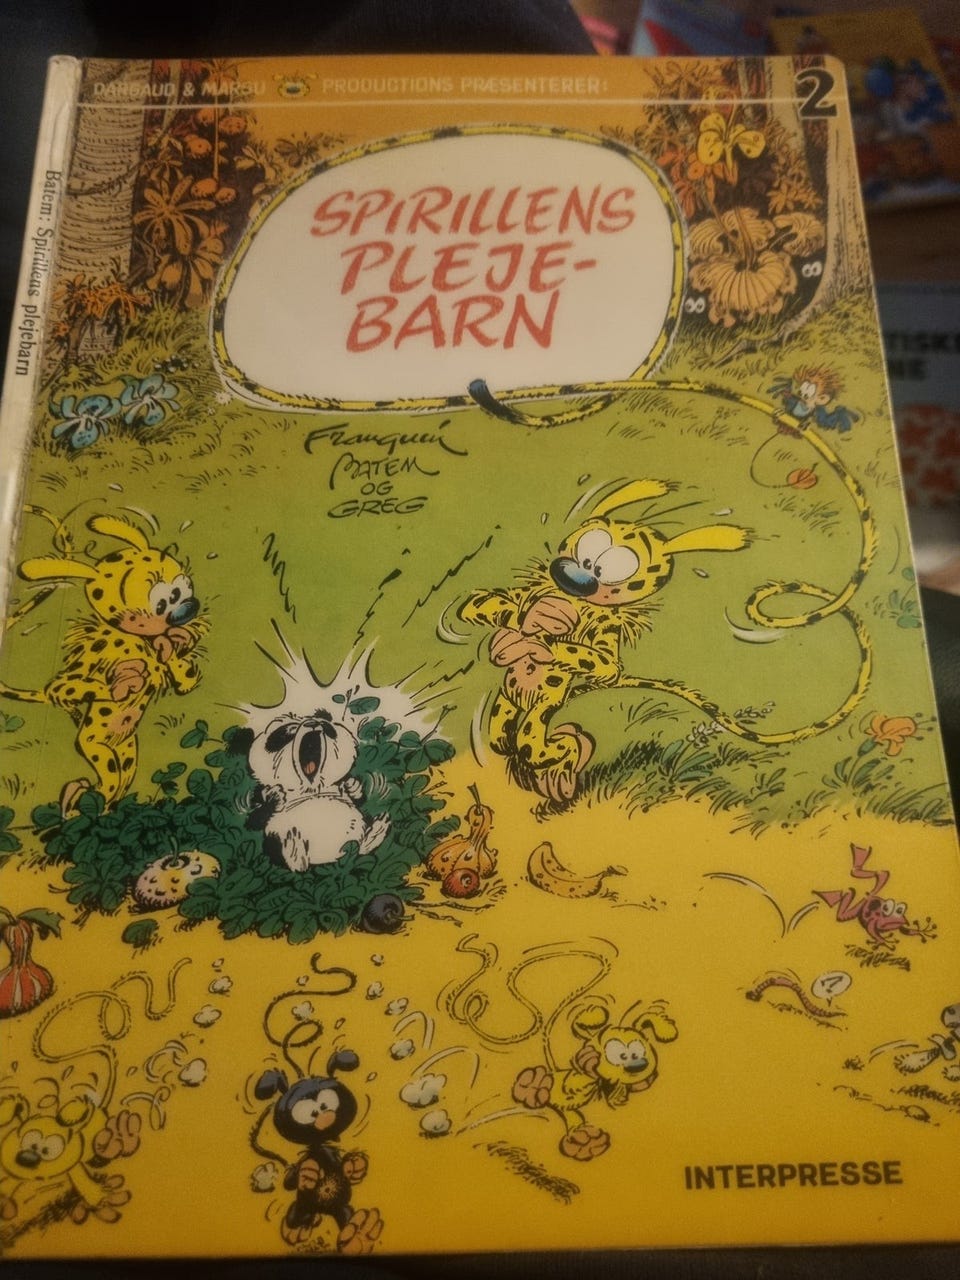 DARGAUD & MARSU PRODUCTIONS PRÆSENTERER:
2
SPIRILLENS
PLEJE-
BARN
Franquin
BATEM
OG
GREG
Batem: Spirillens plejebarn
?
INTERPRESSE